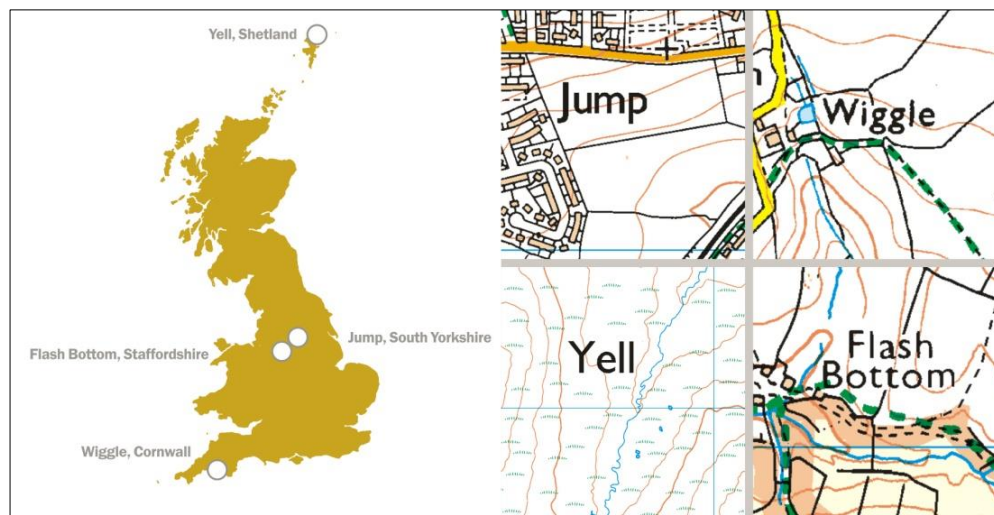 Yell, Shetland
Jump, South Yorkshire
Flash Bottom, Staffordshire
Wiggle, Cornwall
Jump
Wiggle
Yell
Flash
Bottom